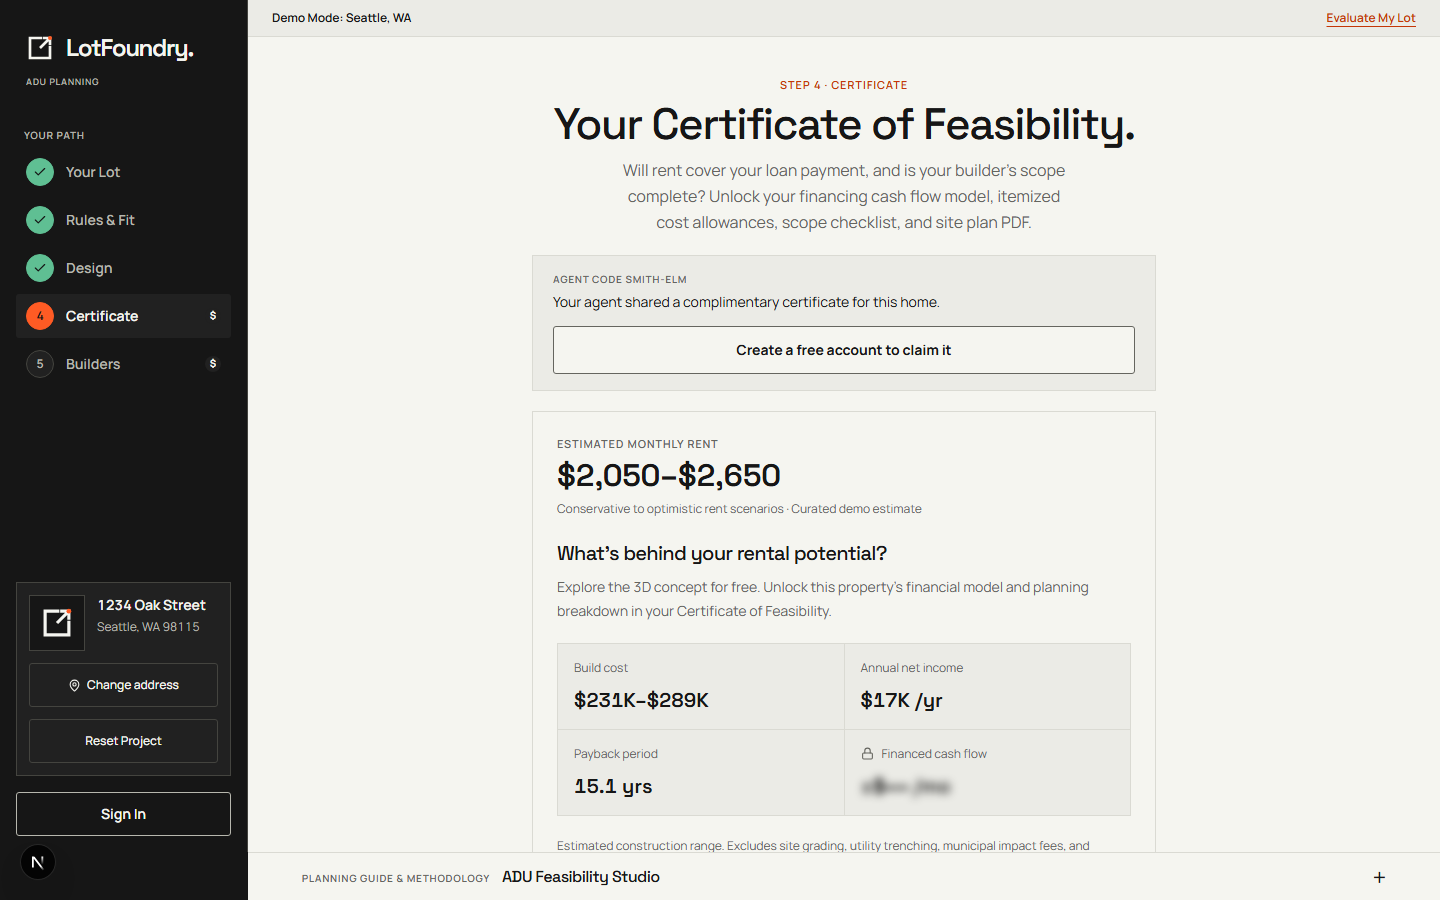 LotFoundry.
ADU PLANNING
YOUR PATH
Your Lot
Rules & Fit
Design
4 Certificate $
5 Builders $
1234 Oak Street
Seattle, WA 98115
Change address
Reset Project
Sign In
N
Demo Mode: Seattle, WA
Evaluate My Lot
STEP 4 · CERTIFICATE
Your Certificate of Feasibility.
Will rent cover your loan payment, and is your builder’s scope
complete? Unlock your financing cash flow model, itemized
cost allowances, scope checklist, and site plan PDF.
AGENT CODE SMITH-ELM
Your agent shared a complimentary certificate for this home.
Create a free account to claim it
ESTIMATED MONTHLY RENT
$2,050–$2,650
Conservative to optimistic rent scenarios · Curated demo estimate
What’s behind your rental potential?
Explore the 3D concept for free. Unlock this property’s financial model and planning
breakdown in your Certificate of Feasibility.
Build cost
$231K–$289K
Annual net income
$17K /yr
Payback period
15.1 yrs
Financed cash flow
Estimated construction range. Excludes site grading, utility trenching, municipal impact fees, and
PLANNING GUIDE & METHODOLOGY ADU Feasibility Studio +